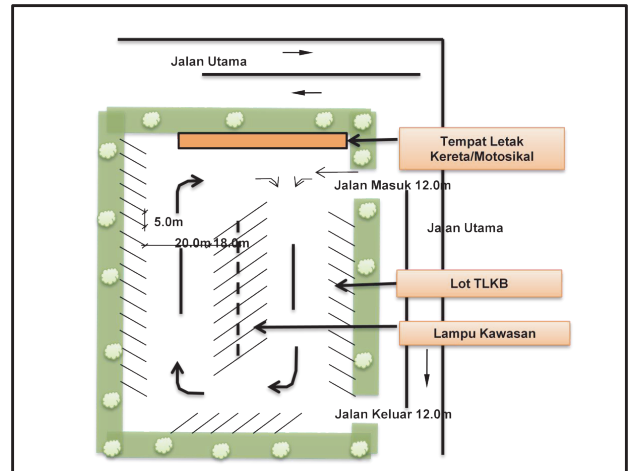 Jalan Utama
Tempat Letak
Kereta/Motosikal
Jalan Masuk 12.0m
5.0m
Jalan Utama
20.0m 18.0m
Lot TLKB
Lampu Kawasan
Jalan Keluar 12.0m